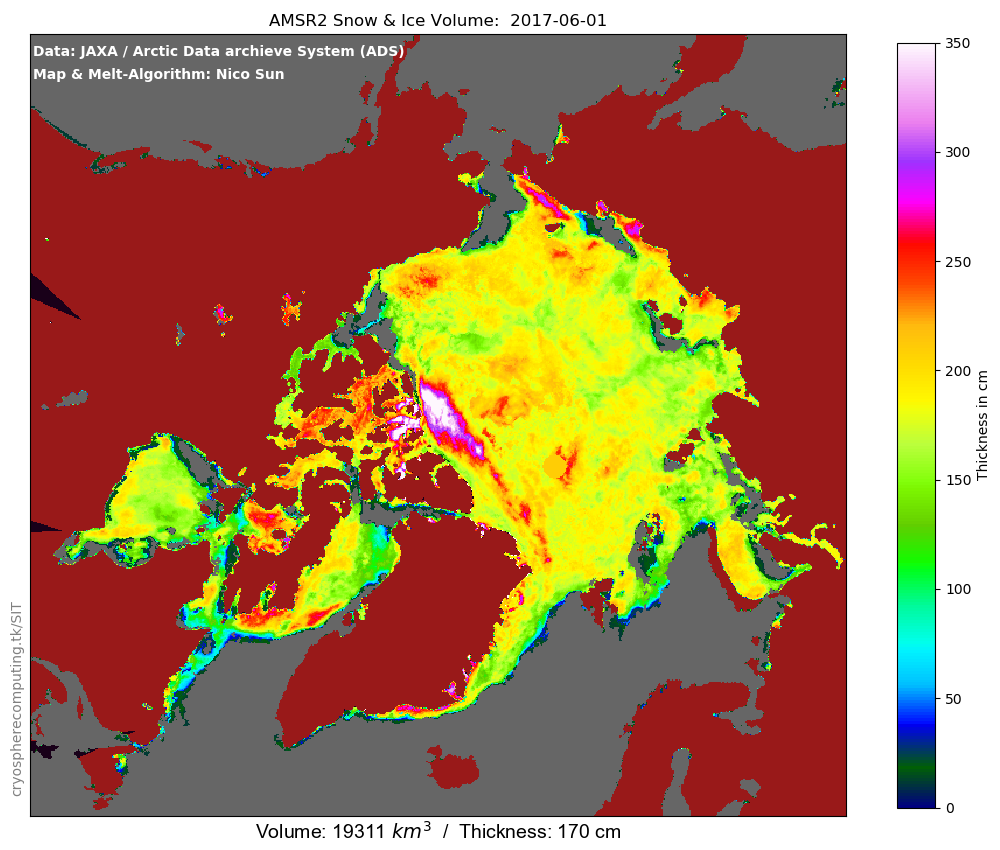 AMSR2 Snow & Ice Volume:  2017-06-01
Data: JAXA / Arctic Data archieve System (ADS)
Map & Melt-Algorithm: Nico Sun
350
300
250
200
150
100
50
0
Thickness in cm
cryospherecomputing.tk/SIT
Volume: 19311 km³  /  Thickness: 170 cm